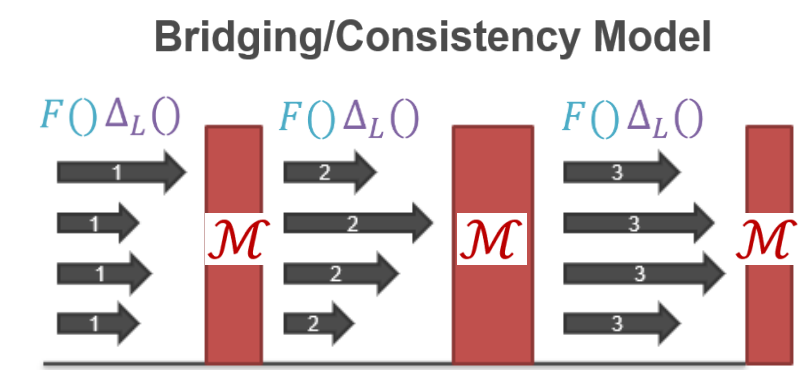 Bridging/Consistency Model
F() Δ_L() F() Δ_L() F() Δ_L()
1 2 3
1 2 3
ℳ ℳ ℳ
1 2 3
1 2 3